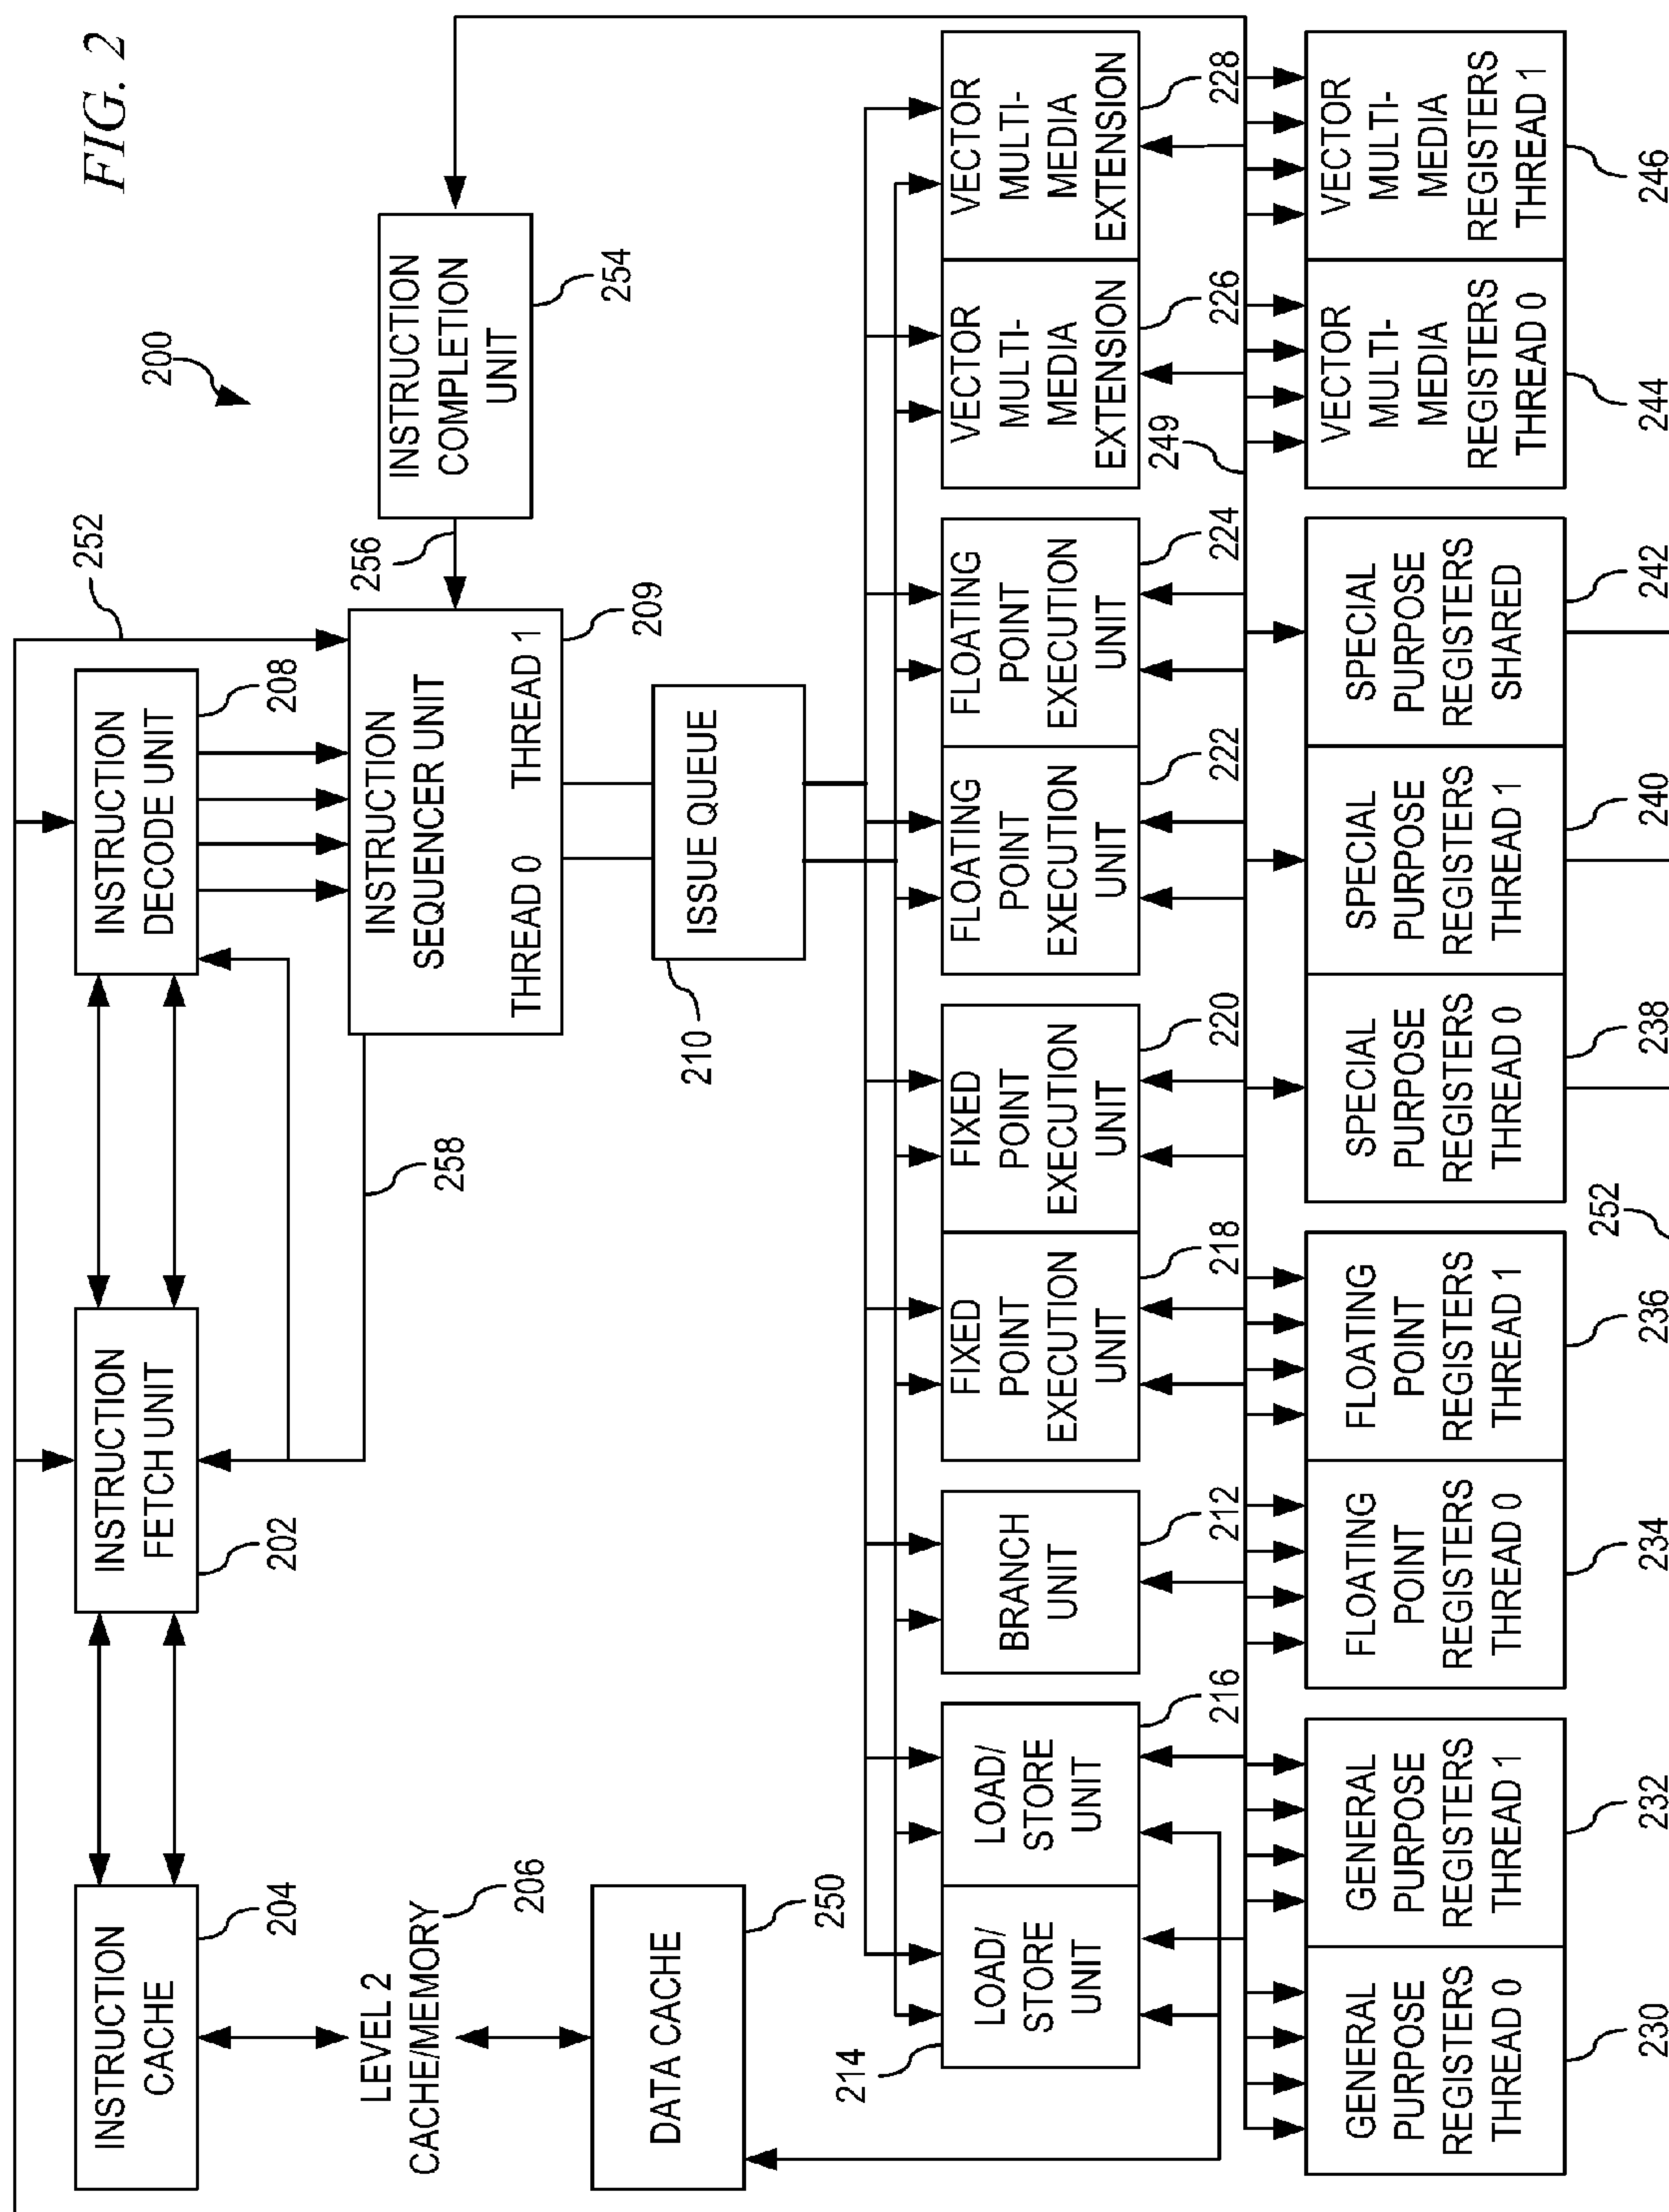 FIG. 2
200
252
INSTRUCTION
CACHE
204
INSTRUCTION
FETCH UNIT
202
INSTRUCTION
DECODE UNIT
208
LEVEL 2
CACHE/MEMORY
206
258
INSTRUCTION
SEQUENCER UNIT
THREAD 0
THREAD 1
209
256
INSTRUCTION
COMPLETION
UNIT
254
DATA CACHE
250
ISSUE QUEUE
210
214
LOAD/
STORE
UNIT
LOAD/
STORE
UNIT
216
BRANCH
UNIT
212
FIXED
POINT
EXECUTION
UNIT
218
FIXED
POINT
EXECUTION
UNIT
220
FLOATING
POINT
EXECUTION
UNIT
222
FLOATING
POINT
EXECUTION
UNIT
224
VECTOR
MULTI-
MEDIA
EXTENSION
226
VECTOR
MULTI-
MEDIA
EXTENSION
228
249
GENERAL
PURPOSE
REGISTERS
THREAD 0
230
GENERAL
PURPOSE
REGISTERS
THREAD 1
232
FLOATING
POINT
REGISTERS
THREAD 0
234
FLOATING
POINT
REGISTERS
THREAD 1
236
SPECIAL
PURPOSE
REGISTERS
THREAD 0
238
SPECIAL
PURPOSE
REGISTERS
THREAD 1
240
SPECIAL
PURPOSE
REGISTERS
SHARED
242
VECTOR
MULTI-
MEDIA
REGISTERS
THREAD 0
244
VECTOR
MULTI-
MEDIA
REGISTERS
THREAD 1
246
252